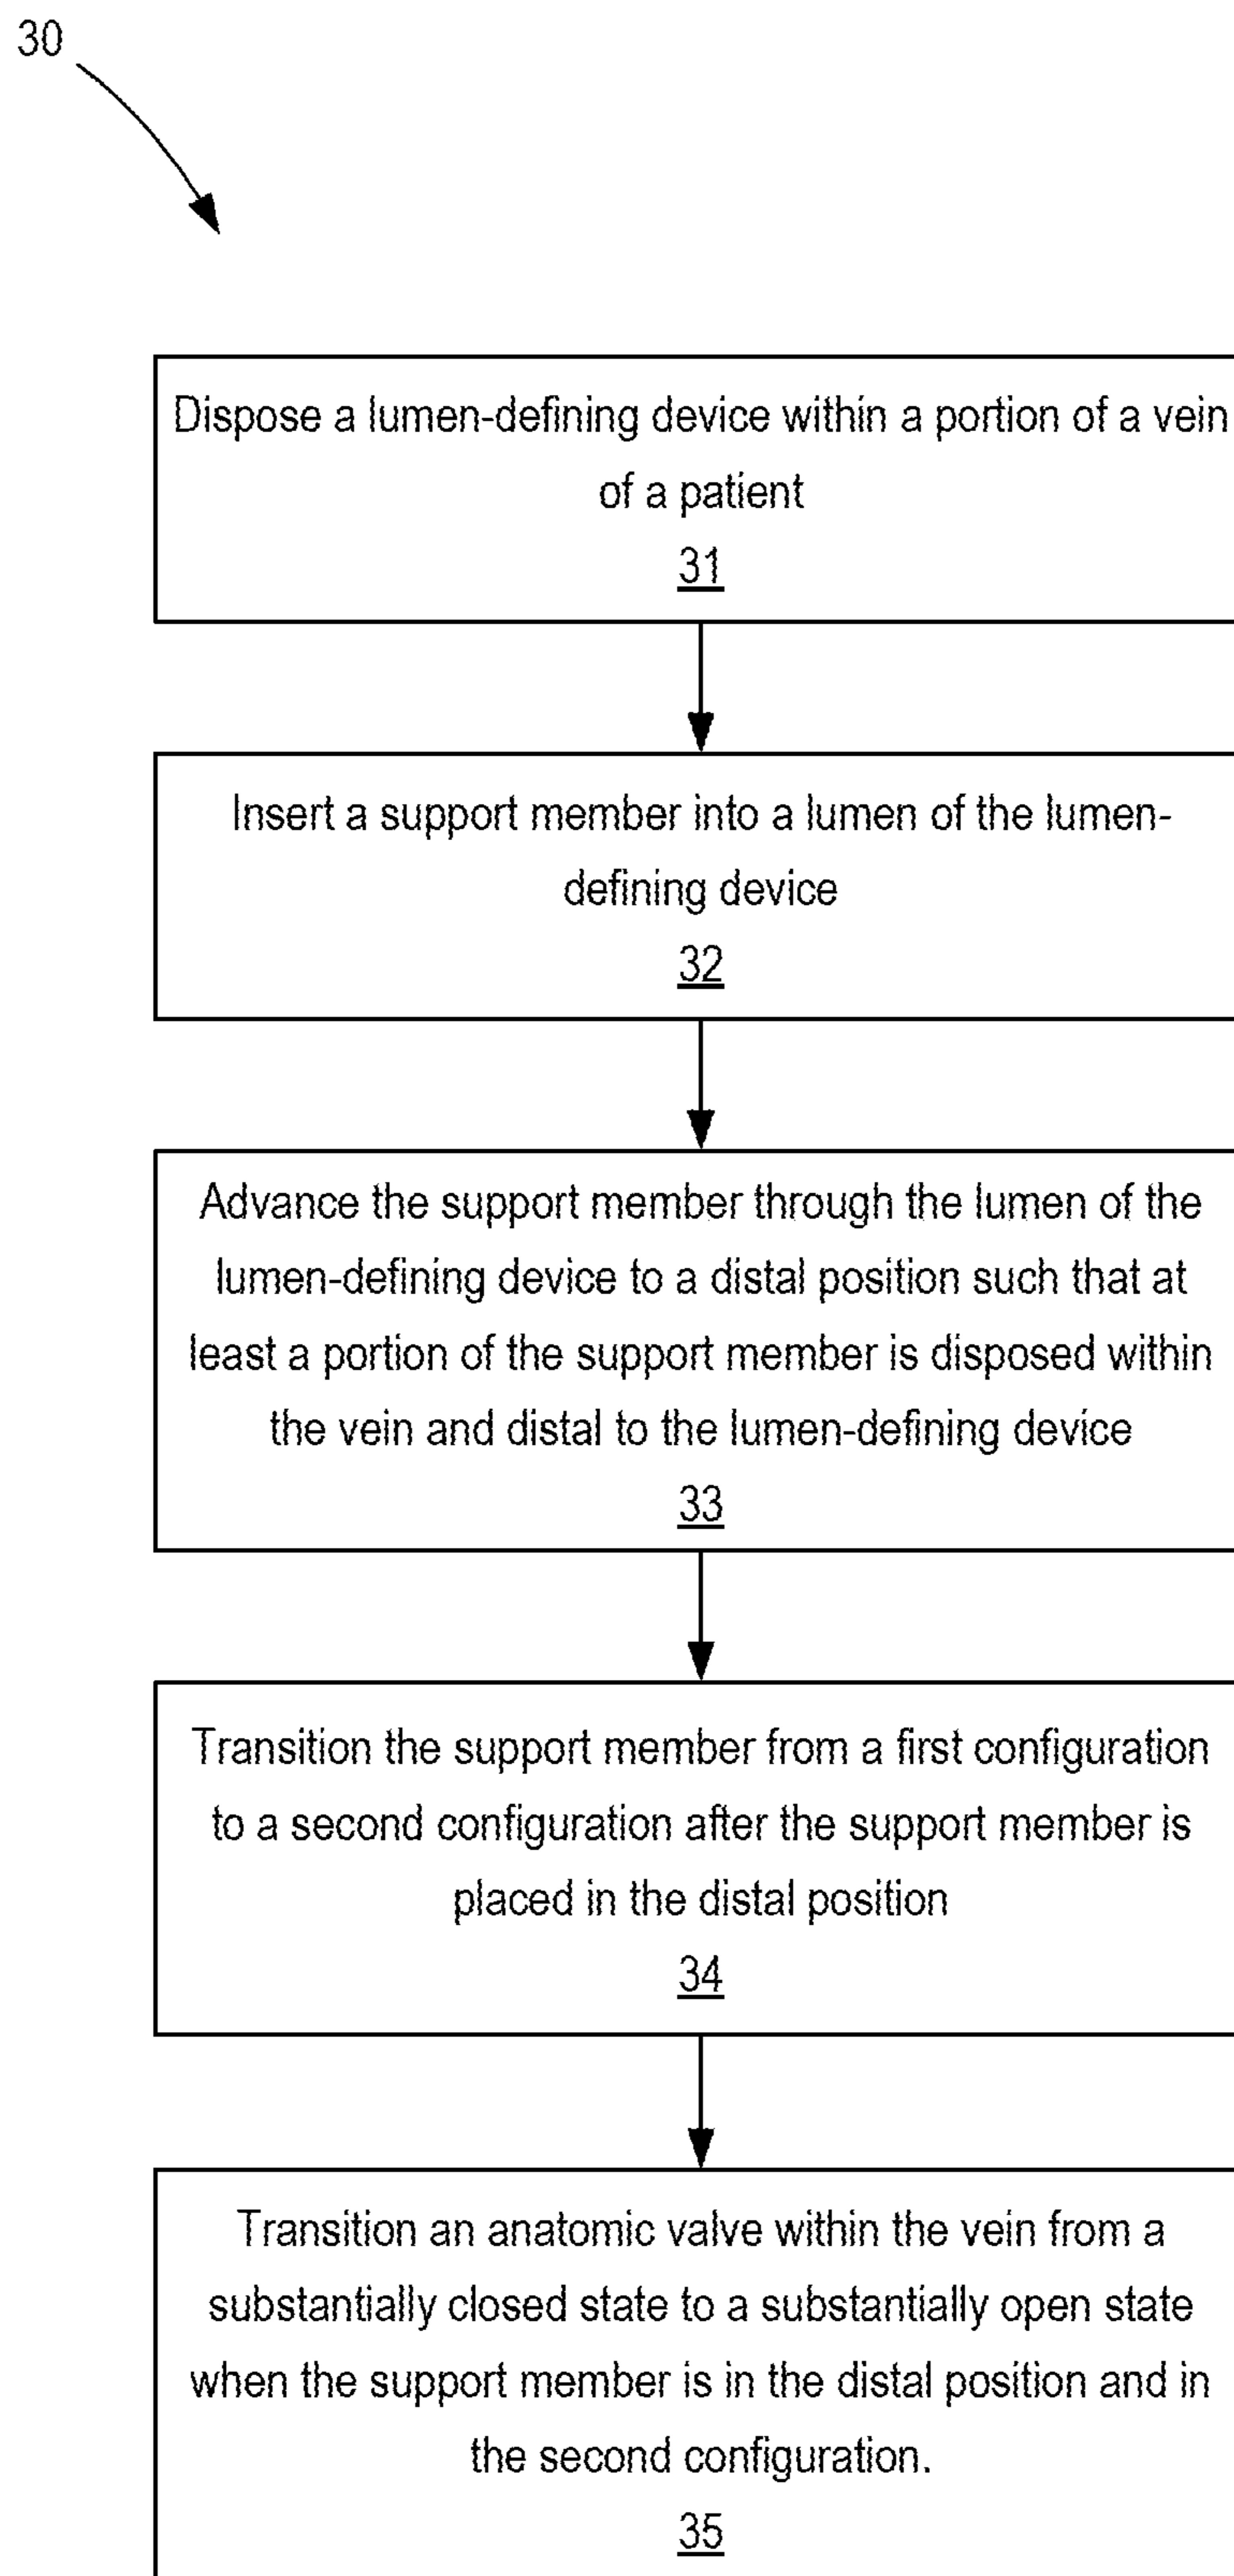 30
Dispose a lumen-defining device within a portion of a vein
of a patient
31
Insert a support member into a lumen of the lumen-
defining device
32
Advance the support member through the lumen of the
lumen-defining device to a distal position such that at
least a portion of the support member is disposed within
the vein and distal to the lumen-defining device
33
Transition the support member from a first configuration
to a second configuration after the support member is
placed in the distal position
34
Transition an anatomic valve within the vein from a
substantially closed state to a substantially open state
when the support member is in the distal position and in
the second configuration.
35